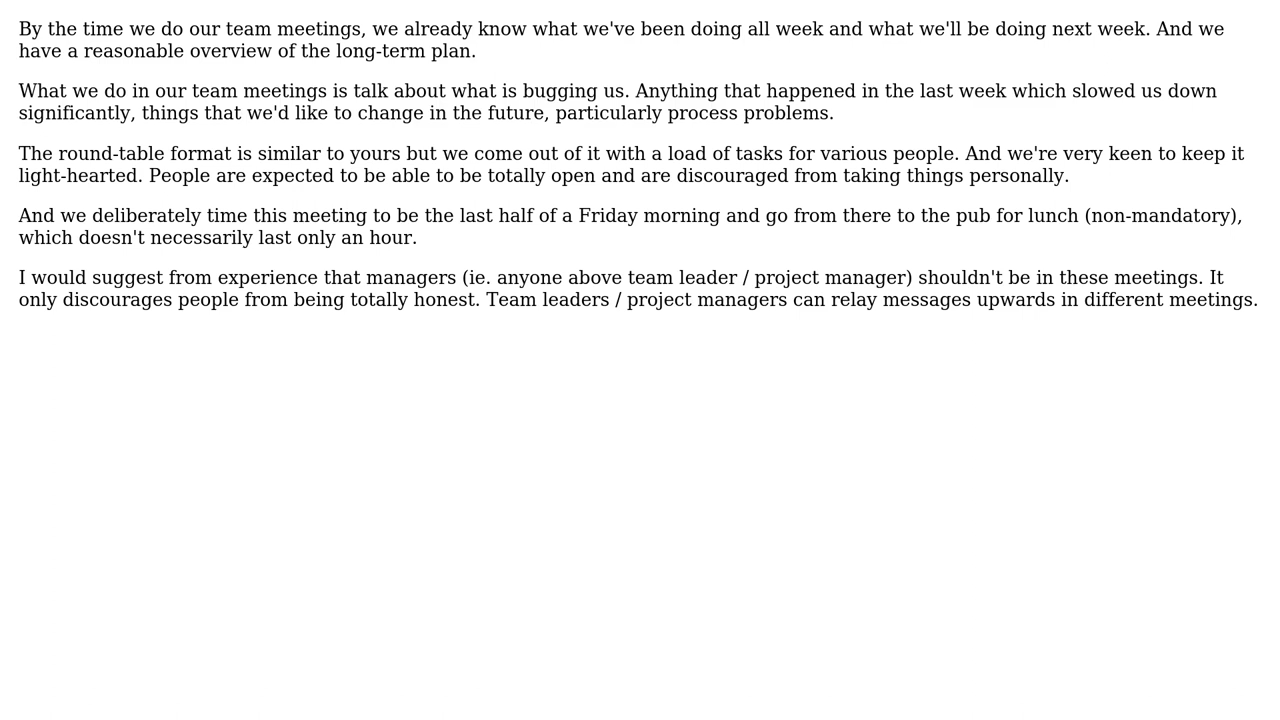 By the time we do our team meetings, we already know what we've been doing all week and what we'll be doing next week. And we
have a reasonable overview of the long-term plan.
What we do in our team meetings is talk about what is bugging us. Anything that happened in the last week which slowed us down
significantly, things that we'd like to change in the future, particularly process problems.
The round-table format is similar to yours but we come out of it with a load of tasks for various people. And we're very keen to keep it
light-hearted. People are expected to be able to be totally open and are discouraged from taking things personally.
And we deliberately time this meeting to be the last half of a Friday morning and go from there to the pub for lunch (non-mandatory),
which doesn't necessarily last only an hour.
I would suggest from experience that managers (ie. anyone above team leader / project manager) shouldn't be in these meetings. It
only discourages people from being totally honest. Team leaders / project managers can relay messages upwards in different meetings.